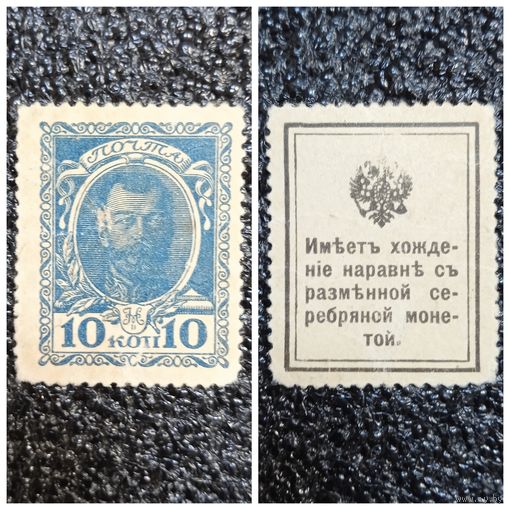 ПОЧТА
10 КОП 10
Имѣетъ хожде-
ніе наравнѣ съ
размѣнной се-
ребряной моне-
той.